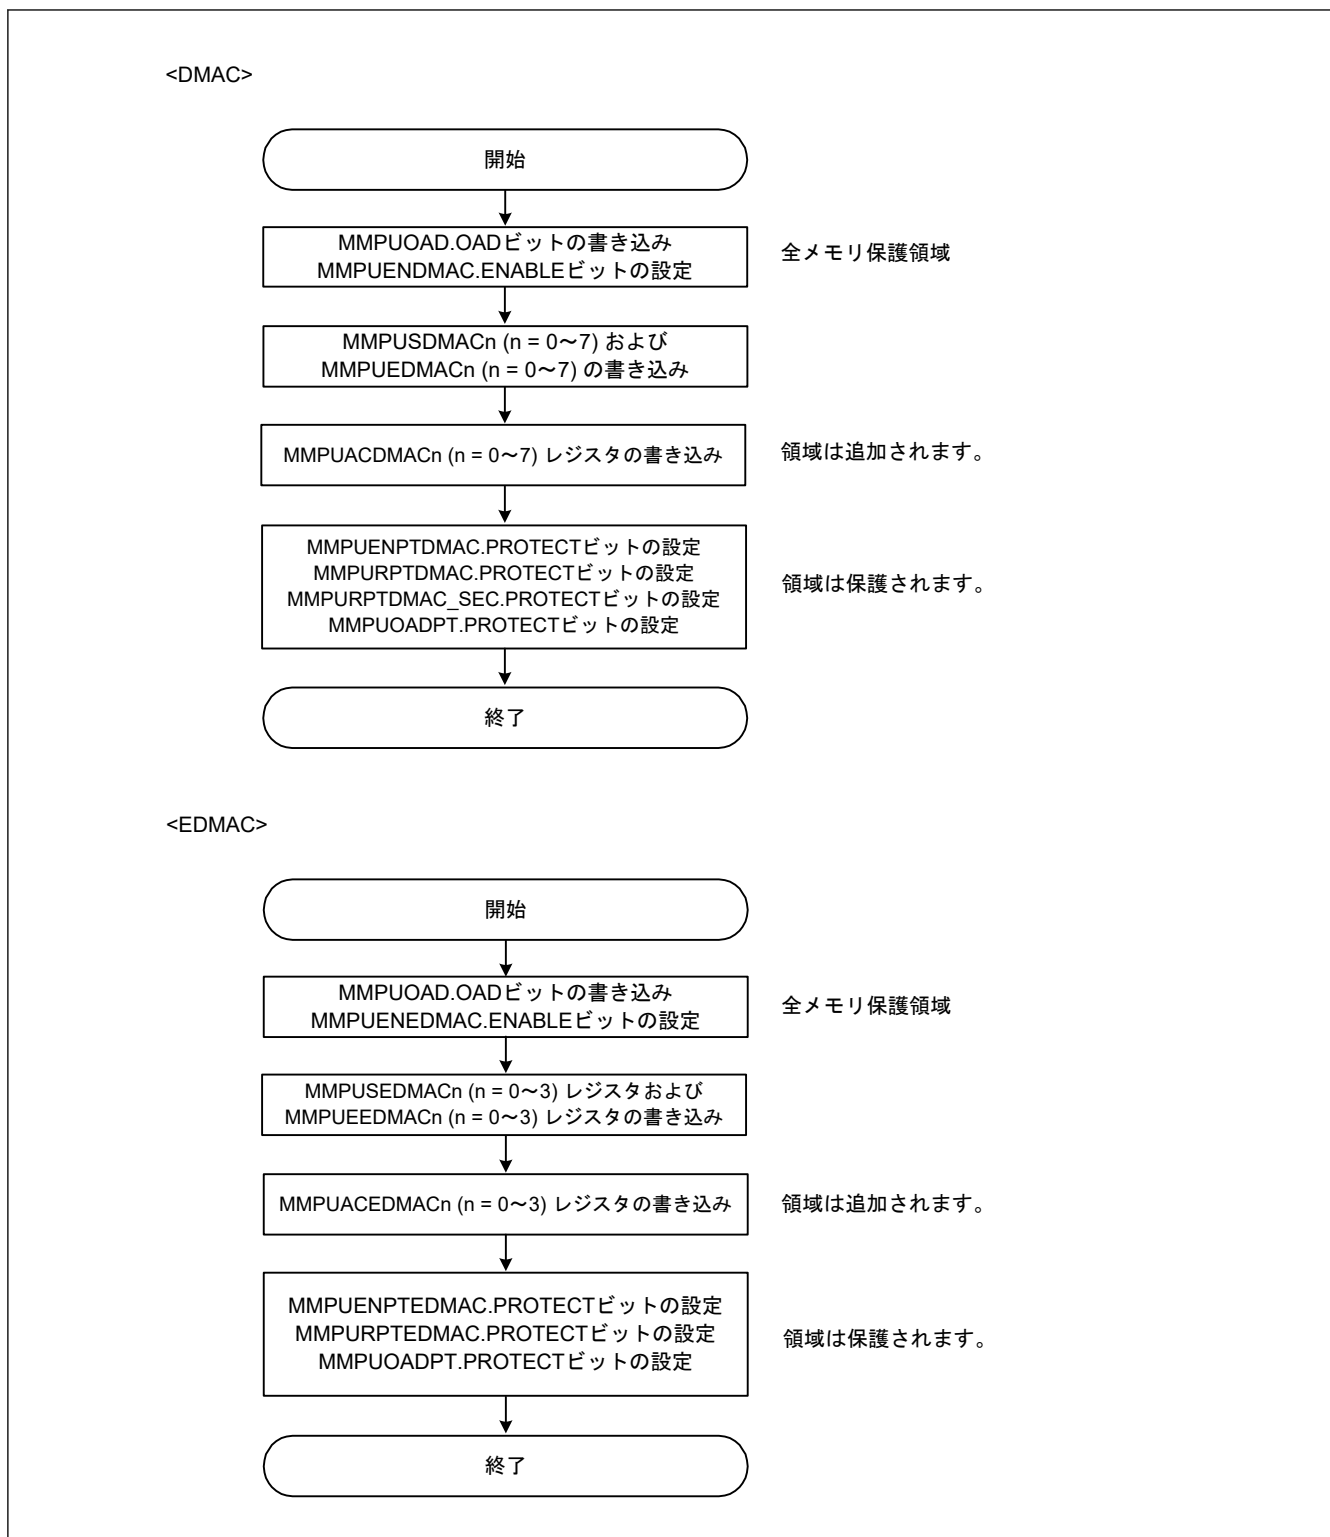 <DMAC>
開始
MMPUOAD.OADビットの書き込み
MMPUENDMAC.ENABLEビットの設定
全メモリ保護領域
MMPUSDMACn (n = 0～7) および
MMPUEDMACn (n = 0～7) の書き込み
MMPUACDMACn (n = 0～7) レジスタの書き込み
領域は追加されます。
MMPUENPTDMAC.PROTECTビットの設定
MMPURPTDMAC.PROTECTビットの設定
MMPURPTDMAC_SEC.PROTECTビットの設定
MMPUOADPT.PROTECTビットの設定
領域は保護されます。
終了
<EDMAC>
開始
MMPUOAD.OADビットの書き込み
MMPUENEDMAC.ENABLEビットの設定
全メモリ保護領域
MMPUSEDMACn (n = 0～3) レジスタおよび
MMPUEEDMACn (n = 0～3) レジスタの書き込み
MMPUACEDMACn (n = 0～3) レジスタの書き込み
領域は追加されます。
MMPUENPTEDMAC.PROTECTビットの設定
MMPURPTEDMAC.PROTECTビットの設定
MMPUOADPT.PROTECTビットの設定
領域は保護されます。
終了